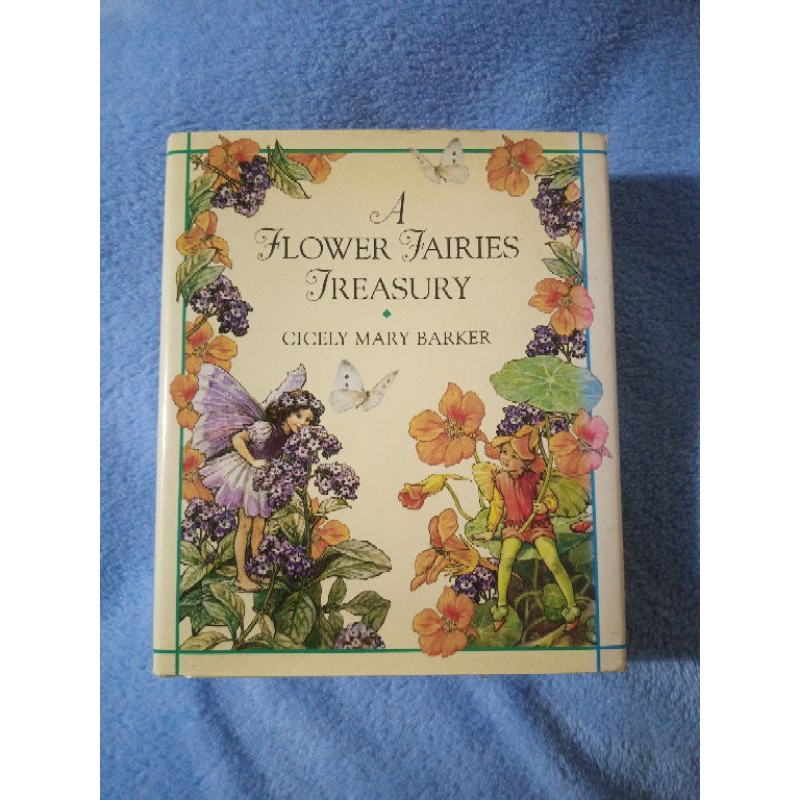 A
FLOWER FAIRIES
TREASURY
CICELY MARY BARKER